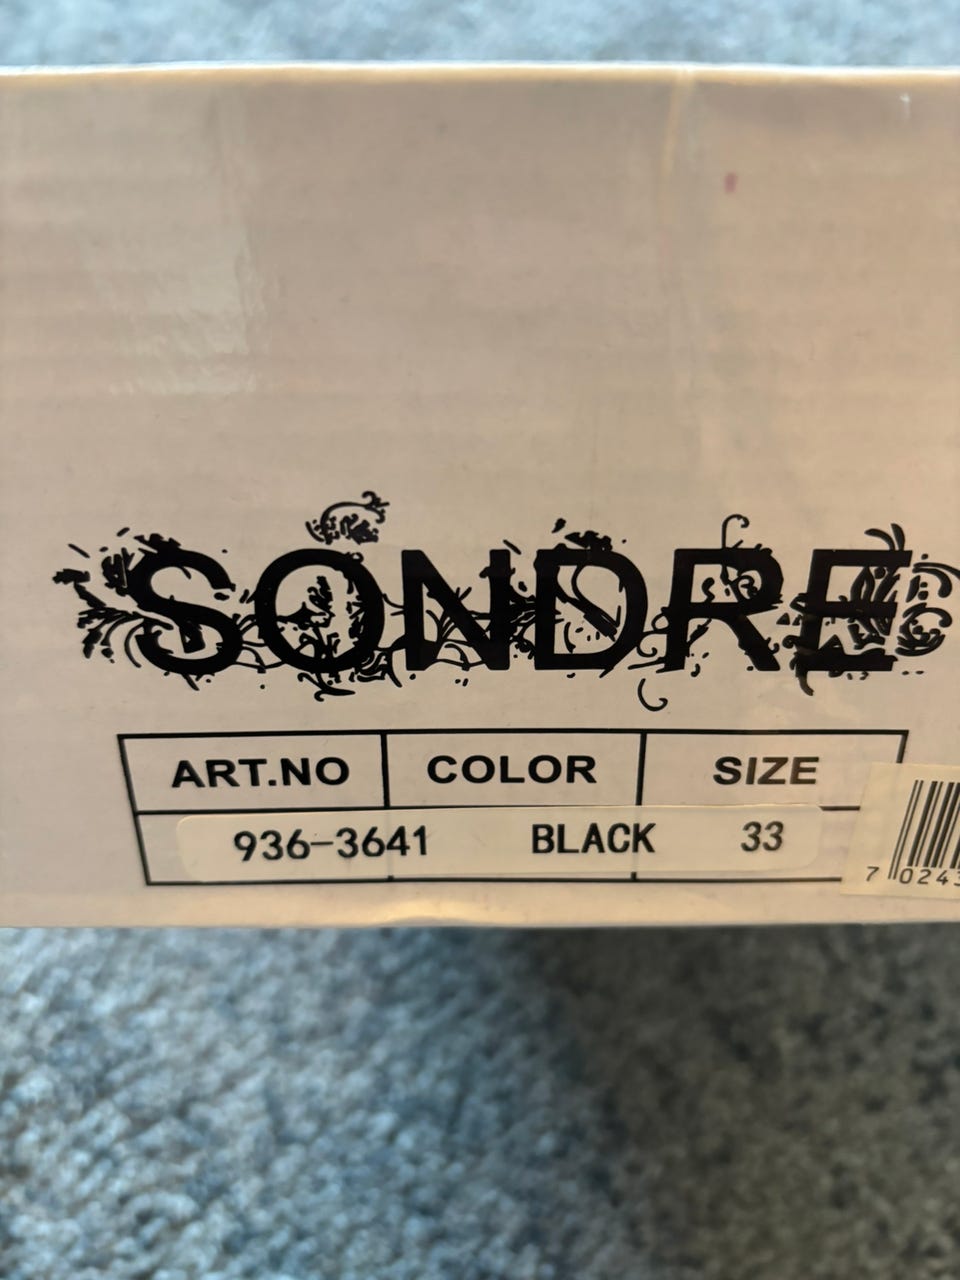 SONDRE
ART.NO COLOR SIZE
936-3641 BLACK 33